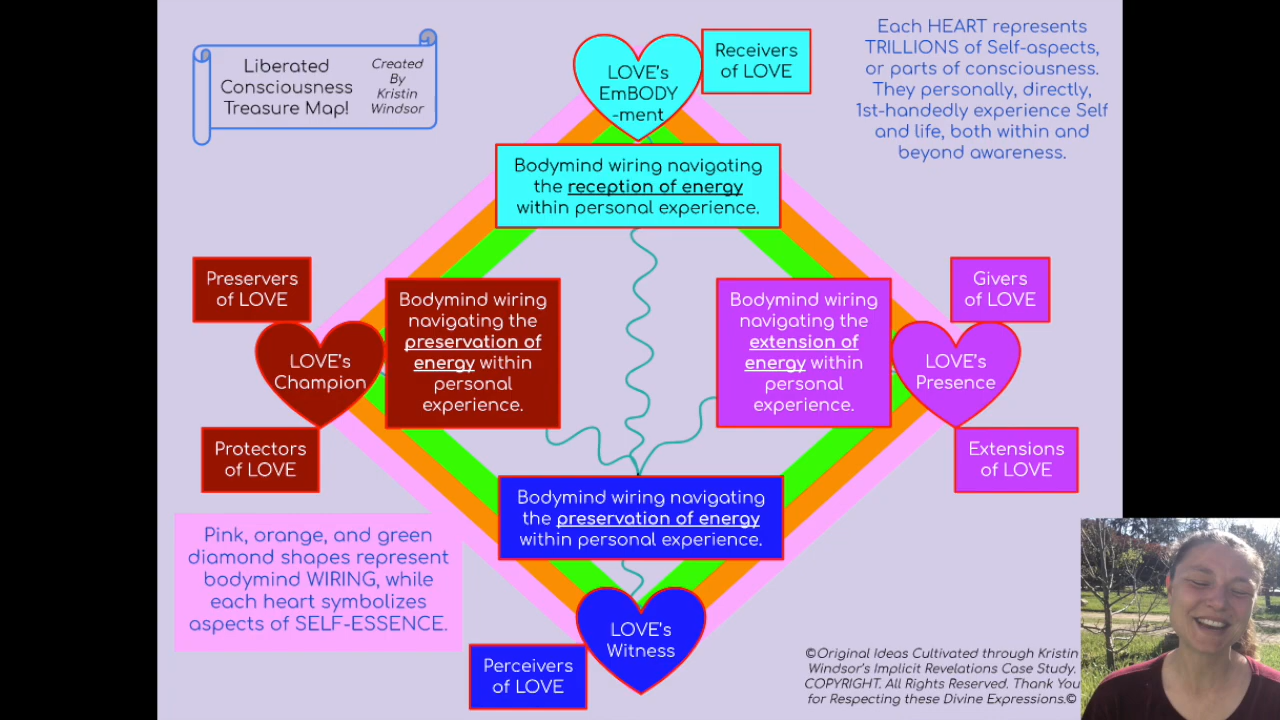 Liberated
Consciousness
Treasure Map!
Created
By
Kristin
Windsor
LOVE's
EmBODY
-ment
Receivers
of LOVE
Each HEART represents
TRILLIONS of Self-aspects,
or parts of consciousness.
They personally, directly,
1st-handedly experience Self
and life, both within and
beyond awareness.
Bodymind wiring navigating
the reception of energy
within personal experience.
Preservers
of LOVE
LOVE's
Champion
Protectors
of LOVE
Bodymind wiring
navigating the
preservation of
energy within
personal
experience.
Bodymind wiring
navigating the
extension of
energy within
personal
experience.
Givers
of LOVE
LOVE's
Presence
Extensions
of LOVE
Bodymind wiring navigating
the preservation of energy
within personal experience.
Pink, orange, and green
diamond shapes represent
bodymind WIRING, while
each heart symbolizes
aspects of SELF-ESSENCE.
LOVE's
Witness
Perceivers
of LOVE
©Original Ideas Cultivated through Kristin
Windsor's Implicit Revelations Case Study.
COPYRIGHT. All Rights Reserved. Thank You
for Respecting these Divine Expressions.©